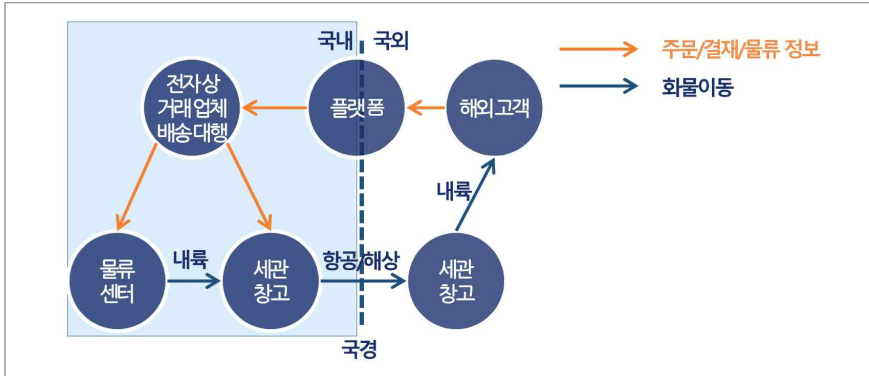 국내 국외
주문/결재/물류 정보
화물이동
전자상
거래 업체
배송 대행
플랫폼
해외 고객
내륙
물류
센터
내륙
세관
창고
항공/해상
세관
창고
국경